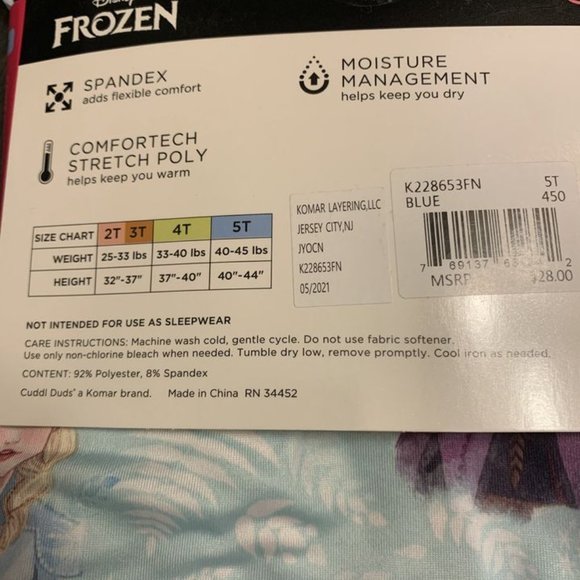 Disney
FROZEN
SPANDEX
adds flexible comfort
MOISTURE
MANAGEMENT
helps keep you dry
COMFORTECH
STRETCH POLY
helps keep you warm
SIZE CHART 2T 3T 4T 5T
WEIGHT 25-33 lbs 33-40 lbs 40-45 lbs
HEIGHT 32"-37" 37"-40" 40"-44"
KOMAR LAYERING,LLC
JERSEY CITY,NJ
JYOCN
K228653FN
05/2021
K228653FN 5T
BLUE 450
7 69137 2
MSRP $28.00
NOT INTENDED FOR USE AS SLEEPWEAR
CARE INSTRUCTIONS: Machine wash cold, gentle cycle. Do not use fabric softener.
Use only non-chlorine bleach when needed. Tumble dry low, remove promptly. Cool iron as needed.
CONTENT: 92% Polyester, 8% Spandex
Cuddl Duds® a Komar brand. Made in China RN 34452